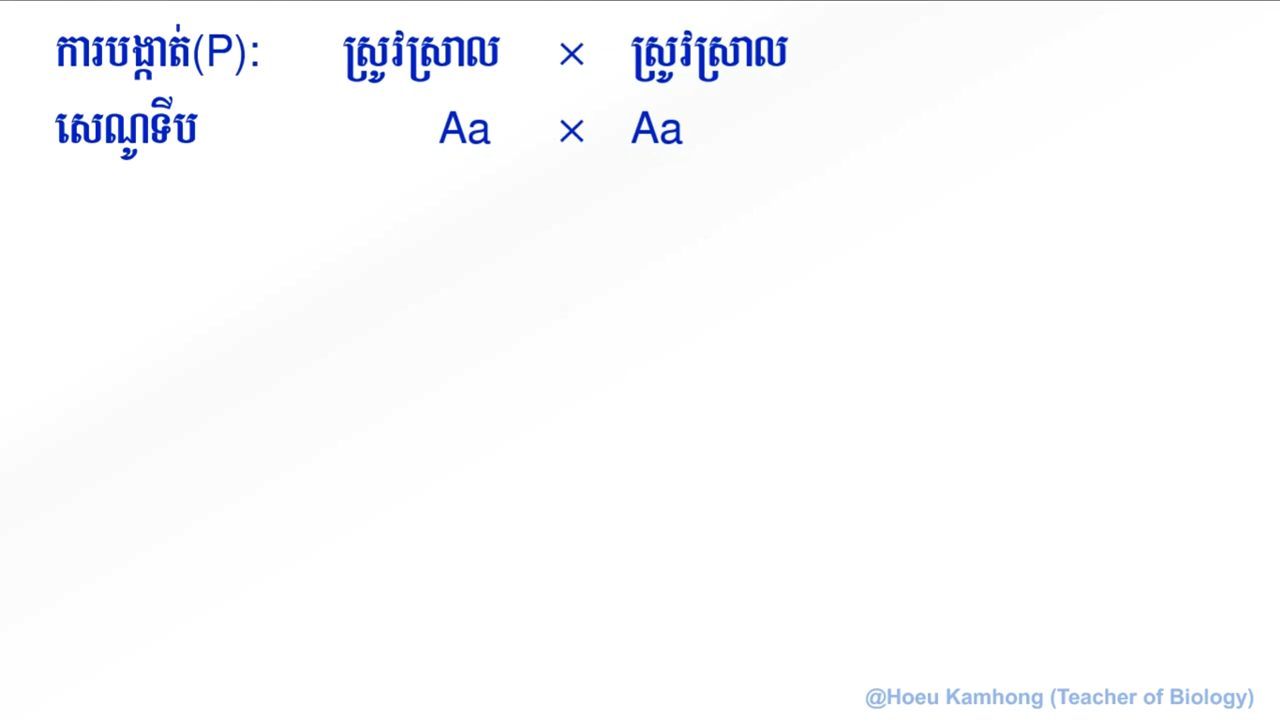 ការបង្កាត់(P): ស្រូវស្រាល × ស្រូវស្រាល
សេណូទីប Aa × Aa
@Hoeu Kamhong (Teacher of Biology)